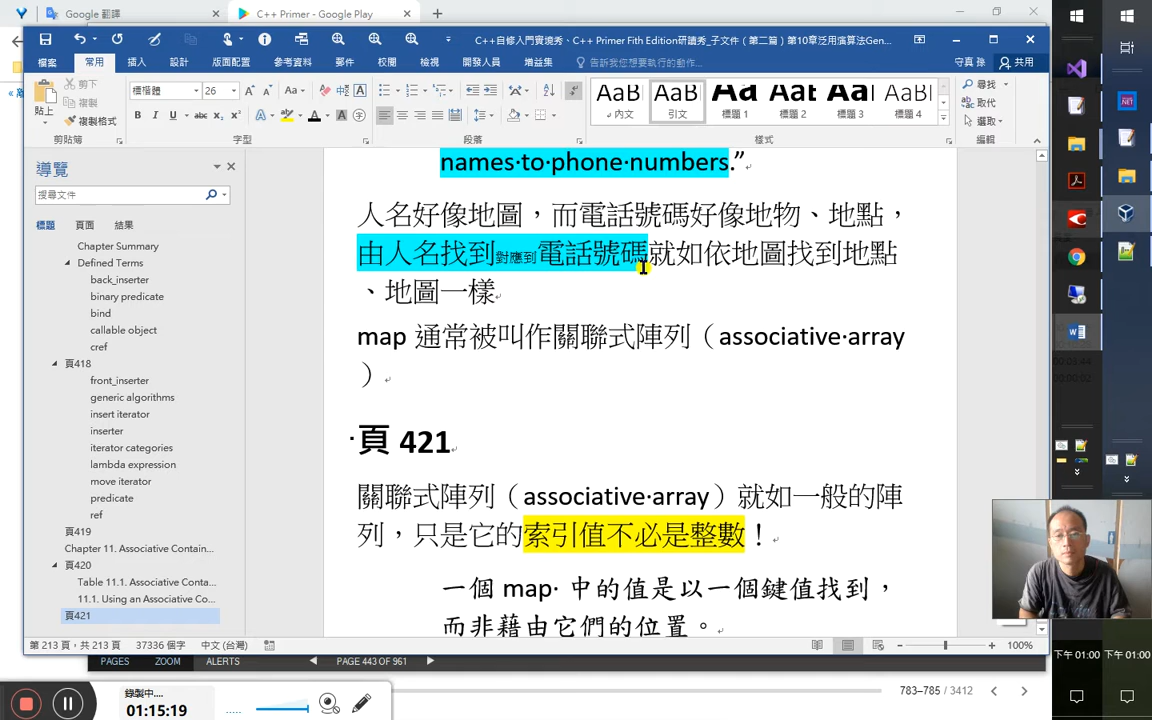 Google 翻譯
C++ Primer - Google Play
C++自修入門實境秀、C++ Primer Fith Edition研讀秀_子文件（第二篇）第10章泛用演算法Gen...
檔案
常用
插入
設計
版面配置
參考資料
郵件
校閱
檢視
開發人員
增益集
告訴我您想要執行的動作...
守真 孫
共用
貼上
剪下
複製
複製格式
剪貼簿
標楷體
26
字型
段落
AaB
內文
AaB
引文
Aa
標題 1
AaB
標題 2
Aal
標題 3
AaB
標題 4
樣式
尋找
取代
選取
編輯
導覽
搜尋文件
標題
頁面
結果
Chapter Summary
Defined Terms
back_inserter
binary predicate
bind
callable object
cref
頁418
front_inserter
generic algorithms
insert iterator
inserter
iterator categories
lambda expression
move iterator
predicate
ref
頁419
Chapter 11. Associative Contain...
頁420
Table 11.1. Associative Conta...
11.1. Using an Associative Co...
頁421
names·to·phone·numbers.”
人名好像地圖，而電話號碼好像地物、地點，
由人名找到對應到電話號碼就如依地圖找到地點
、地圖一樣
map 通常被叫作關聯式陣列（associative·array
）
頁 421
關聯式陣列（associative·array）就如一般的陣
列，只是它的索引值不必是整數！
一個 map· 中的值是以一個鍵值找到，
而非藉由它們的位置。
第 213 頁，共 213 頁
37336 個字
中文 (台灣)
100%
PAGES
ZOOM
ALERTS
PAGE 443 OF 961
783–785 / 3412
錄製中....
01:15:19
下午 01:00
下午 01:00